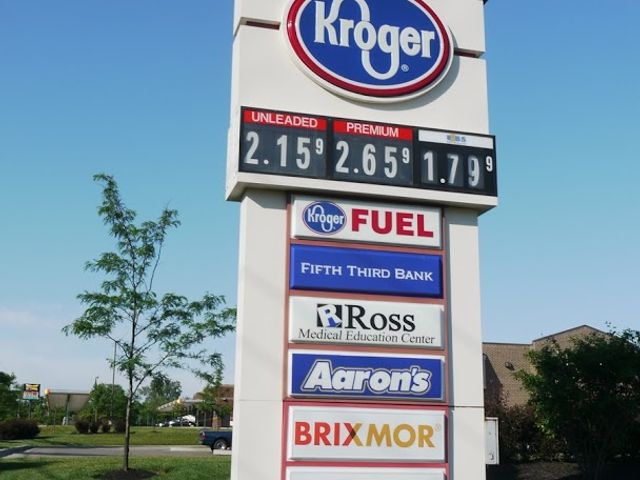 Kroger
UNLEADED PREMIUM
2.15 9 2.65 9 1.79 9
Kroger FUEL
FIFTH THIRD BANK
R ROSS
Medical Education Center
Aaron's
BRIXMOR